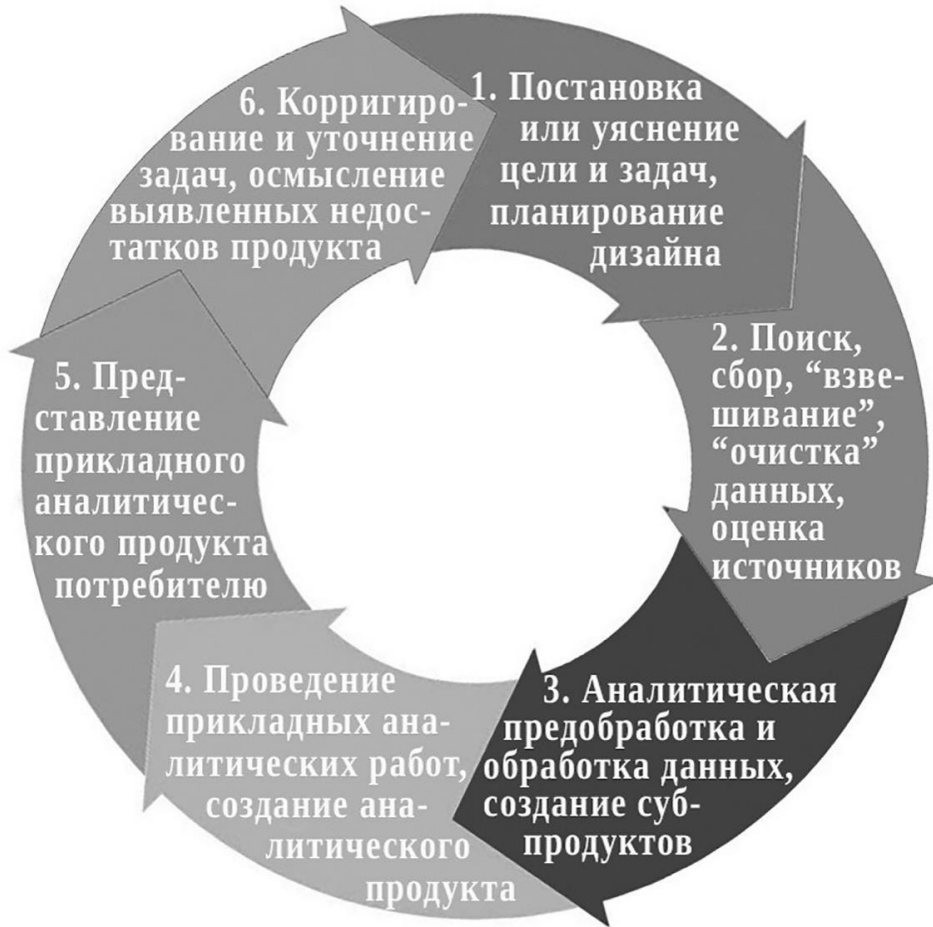 1. Постановка
или уяснение
цели и задач,
планирование
дизайна
2. Поиск,
сбор, “взве-
шивание”,
“очистка”
данных,
оценка
источников
3. Аналитическая
предобработка и
обработка данных,
создание суб-
продуктов
4. Проведение
прикладных ана-
литических работ,
создание ана-
литического
продукта
5. Пред-
ставление
прикладного
аналитичес-
кого продукта
потребителю
6. Корригиро-
вание и уточнение
задач, осмысление
выявленных недос-
татков продукта